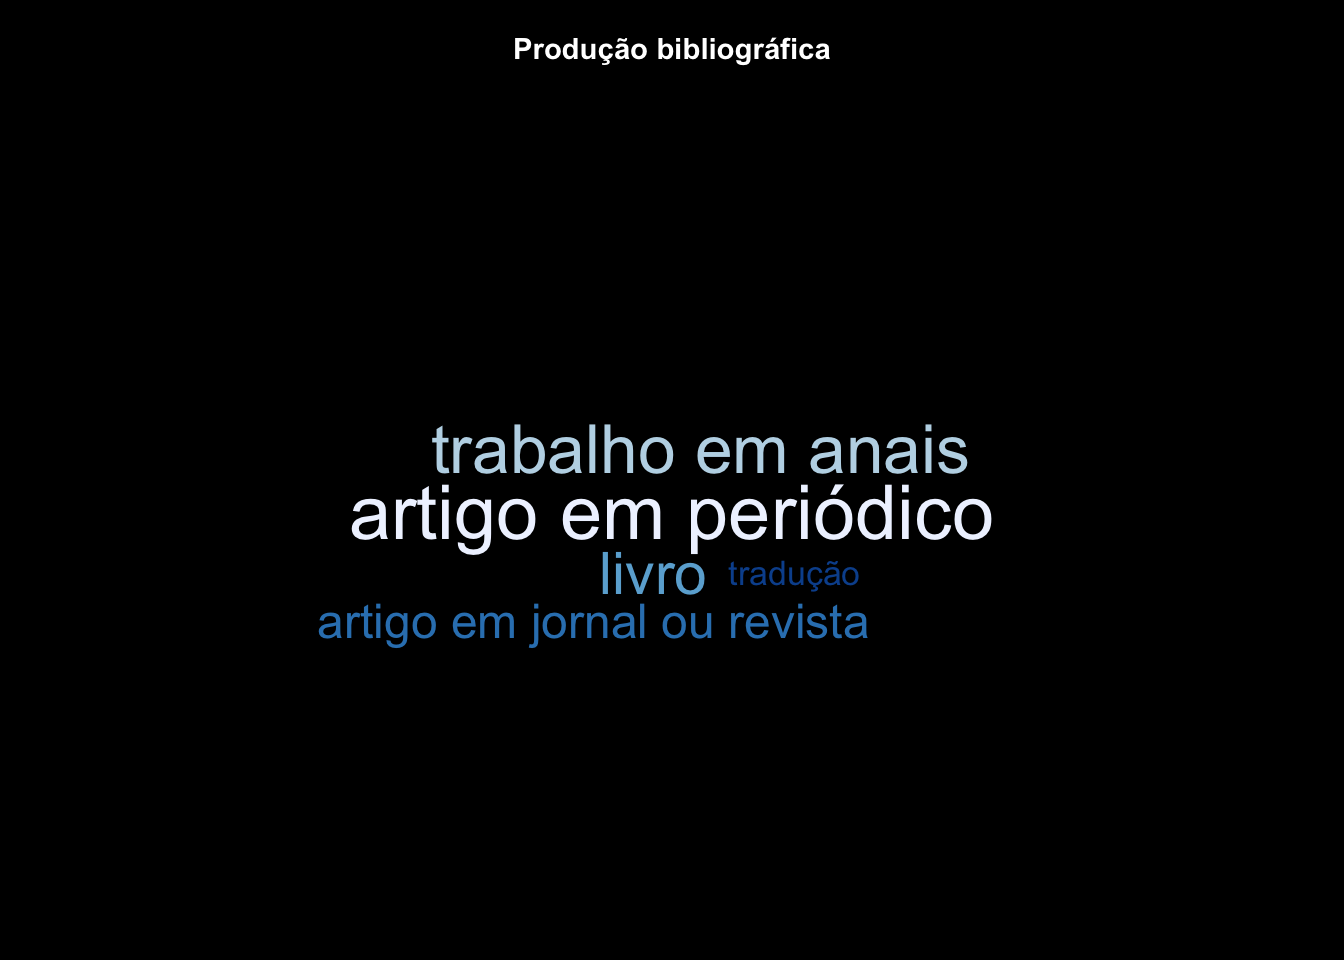 Produção bibliográfica
trabalho em anais
artigo em periódico
livro tradução
artigo em jornal ou revista